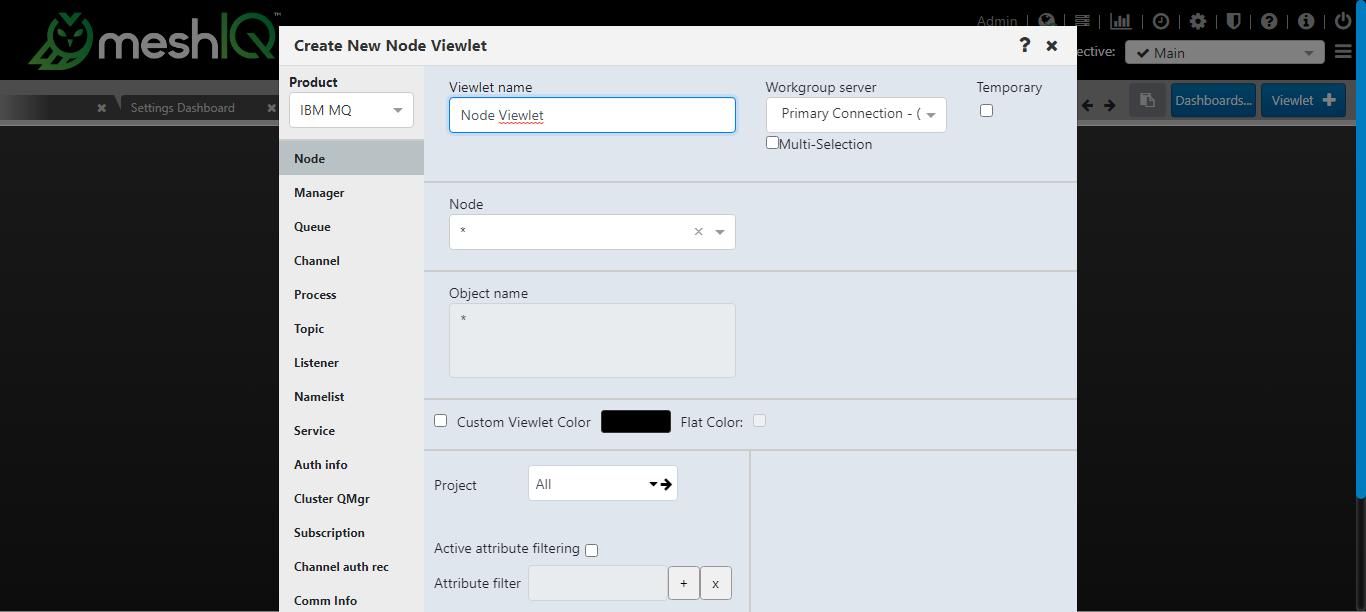 meshIQ™
Admin
ective: Main
Settings Dashboard
Dashboards...
Viewlet
Create New Node Viewlet
Product
IBM MQ
Node
Manager
Queue
Channel
Process
Topic
Listener
Namelist
Service
Auth info
Cluster QMgr
Subscription
Channel auth rec
Comm Info
Viewlet name
Node Viewlet
Workgroup server
Primary Connection - (
Multi-Selection
Temporary
Node
*
Object name
*
Custom Viewlet Color
Flat Color:
Project
All
Active attribute filtering
Attribute filter
+
x